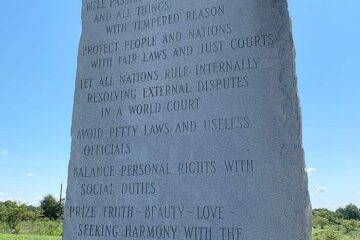 RULE PASSION
AND ALL THINGS
WITH TEMPERED REASON
PROTECT PEOPLE AND NATIONS
WITH FAIR LAWS AND JUST COURTS
LET ALL NATIONS RULE INTERNALLY
RESOLVING EXTERNAL DISPUTES
IN A WORLD COURT
AVOID PETTY LAWS AND USELESS
OFFICIALS
BALANCE PERSONAL RIGHTS WITH
SOCIAL DUTIES
PRIZE TRUTH–BEAUTY–LOVE–
SEEKING HARMONY WITH THE